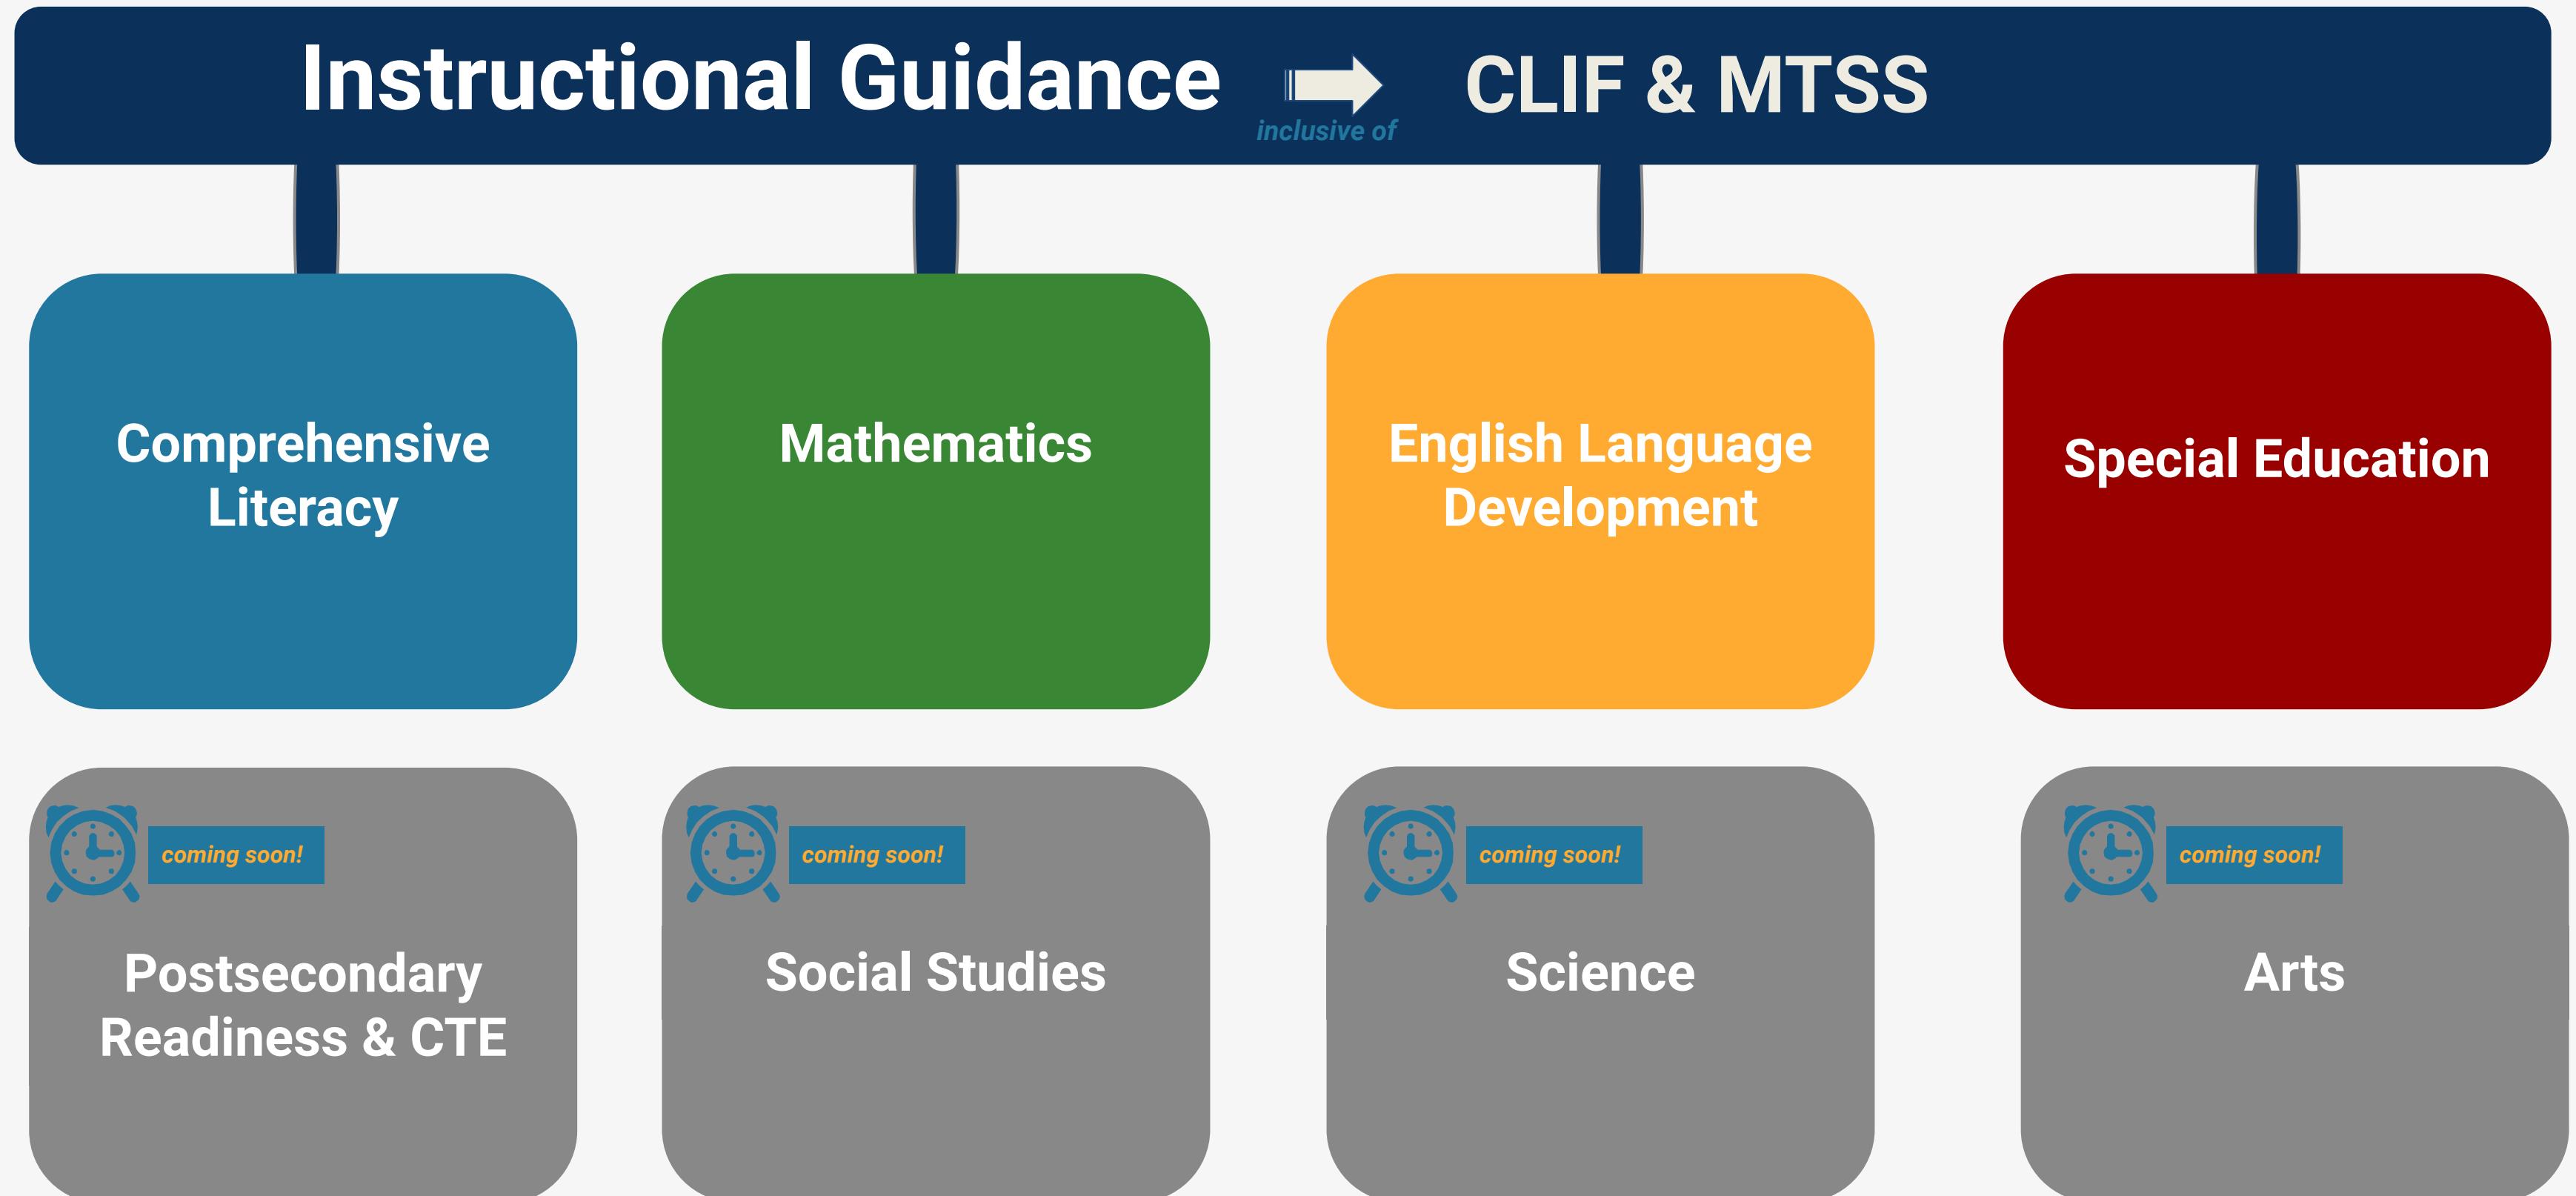 Instructional Guidance
inclusive of
CLIF & MTSS
Comprehensive
Literacy
Mathematics
English Language
Development
Special Education
coming soon!
Postsecondary
Readiness & CTE
coming soon!
Social Studies
coming soon!
Science
coming soon!
Arts